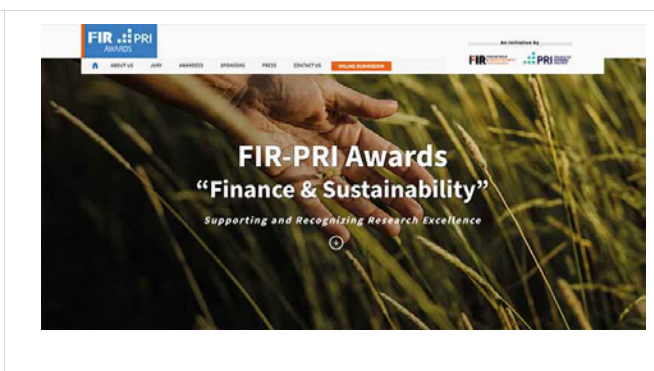 FIR PRI
AWARDS
An initiative by
FIR
PRI
ABOUT US JURY AWARDEES SPONSORS PRESS CONTACT US ONLINE SUBMISSION
FIR-PRI Awards
“Finance & Sustainability”
Supporting and Recognizing Research Excellence